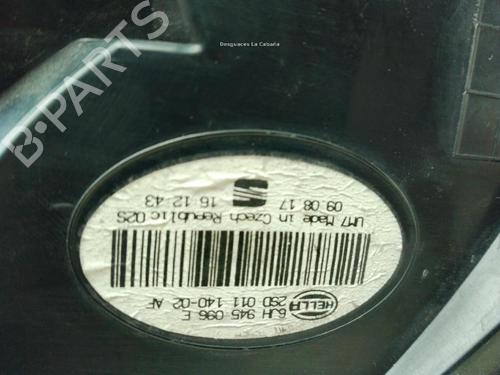 Desguaces La Cabaña
B-PARTS
6JH 945 096 E
2SD 011 140-02 AF
HELLA
UM7 Made in
Czech Republic 02S
09 08 17
16 12 43